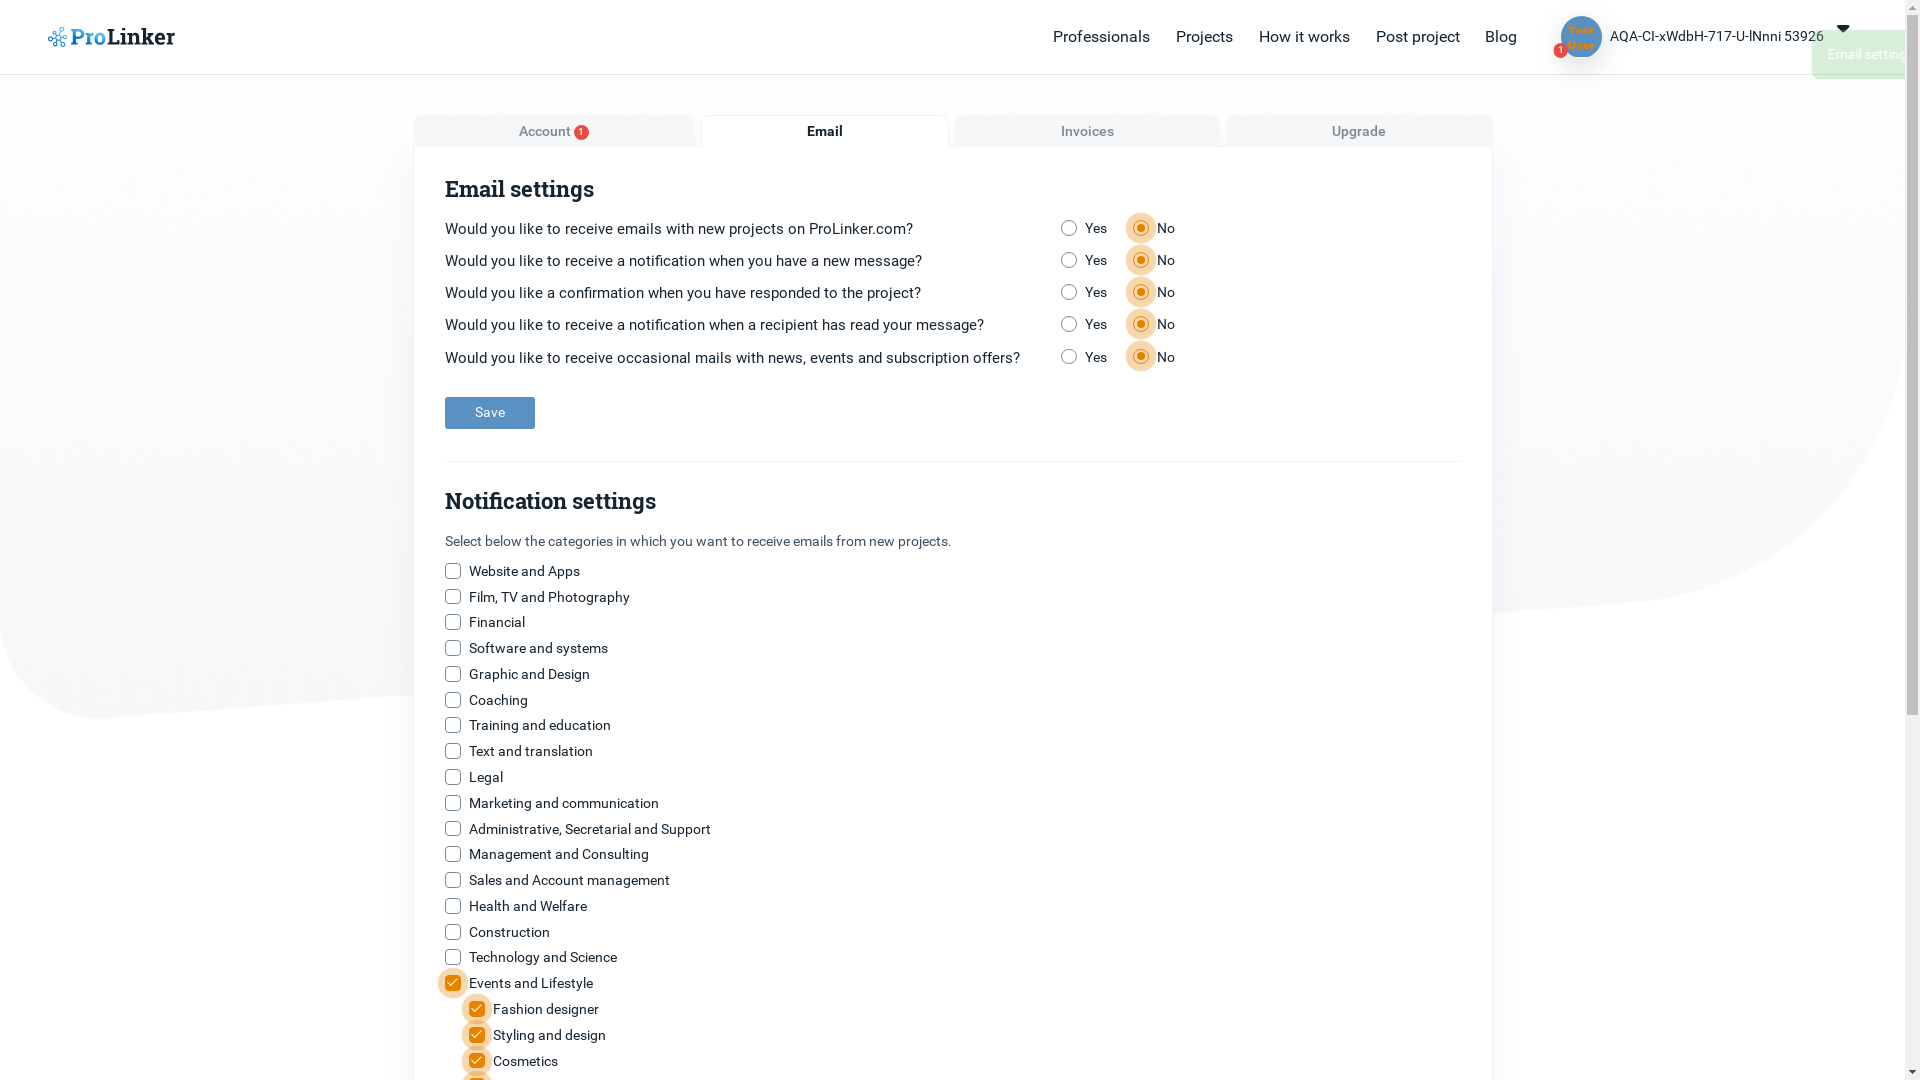 ProLinker
Professionals
Projects
How it works
Post project
Blog
Test
User
1
AQA-CI-xWdbH-717-U-lNnni 53926
Account 1
Email
Invoices
Upgrade
Email settings
Would you like to receive emails with new projects on ProLinker.com?
Yes
No
Would you like to receive a notification when you have a new message?
Yes
No
Would you like a confirmation when you have responded to the project?
Yes
No
Would you like to receive a notification when a recipient has read your message?
Yes
No
Would you like to receive occasional mails with news, events and subscription offers?
Yes
No
Save
Notification settings
Select below the categories in which you want to receive emails from new projects.
Website and Apps
Film, TV and Photography
Financial
Software and systems
Graphic and Design
Coaching
Training and education
Text and translation
Legal
Marketing and communication
Administrative, Secretarial and Support
Management and Consulting
Sales and Account management
Health and Welfare
Construction
Technology and Science
Events and Lifestyle
Fashion designer
Styling and design
Cosmetics